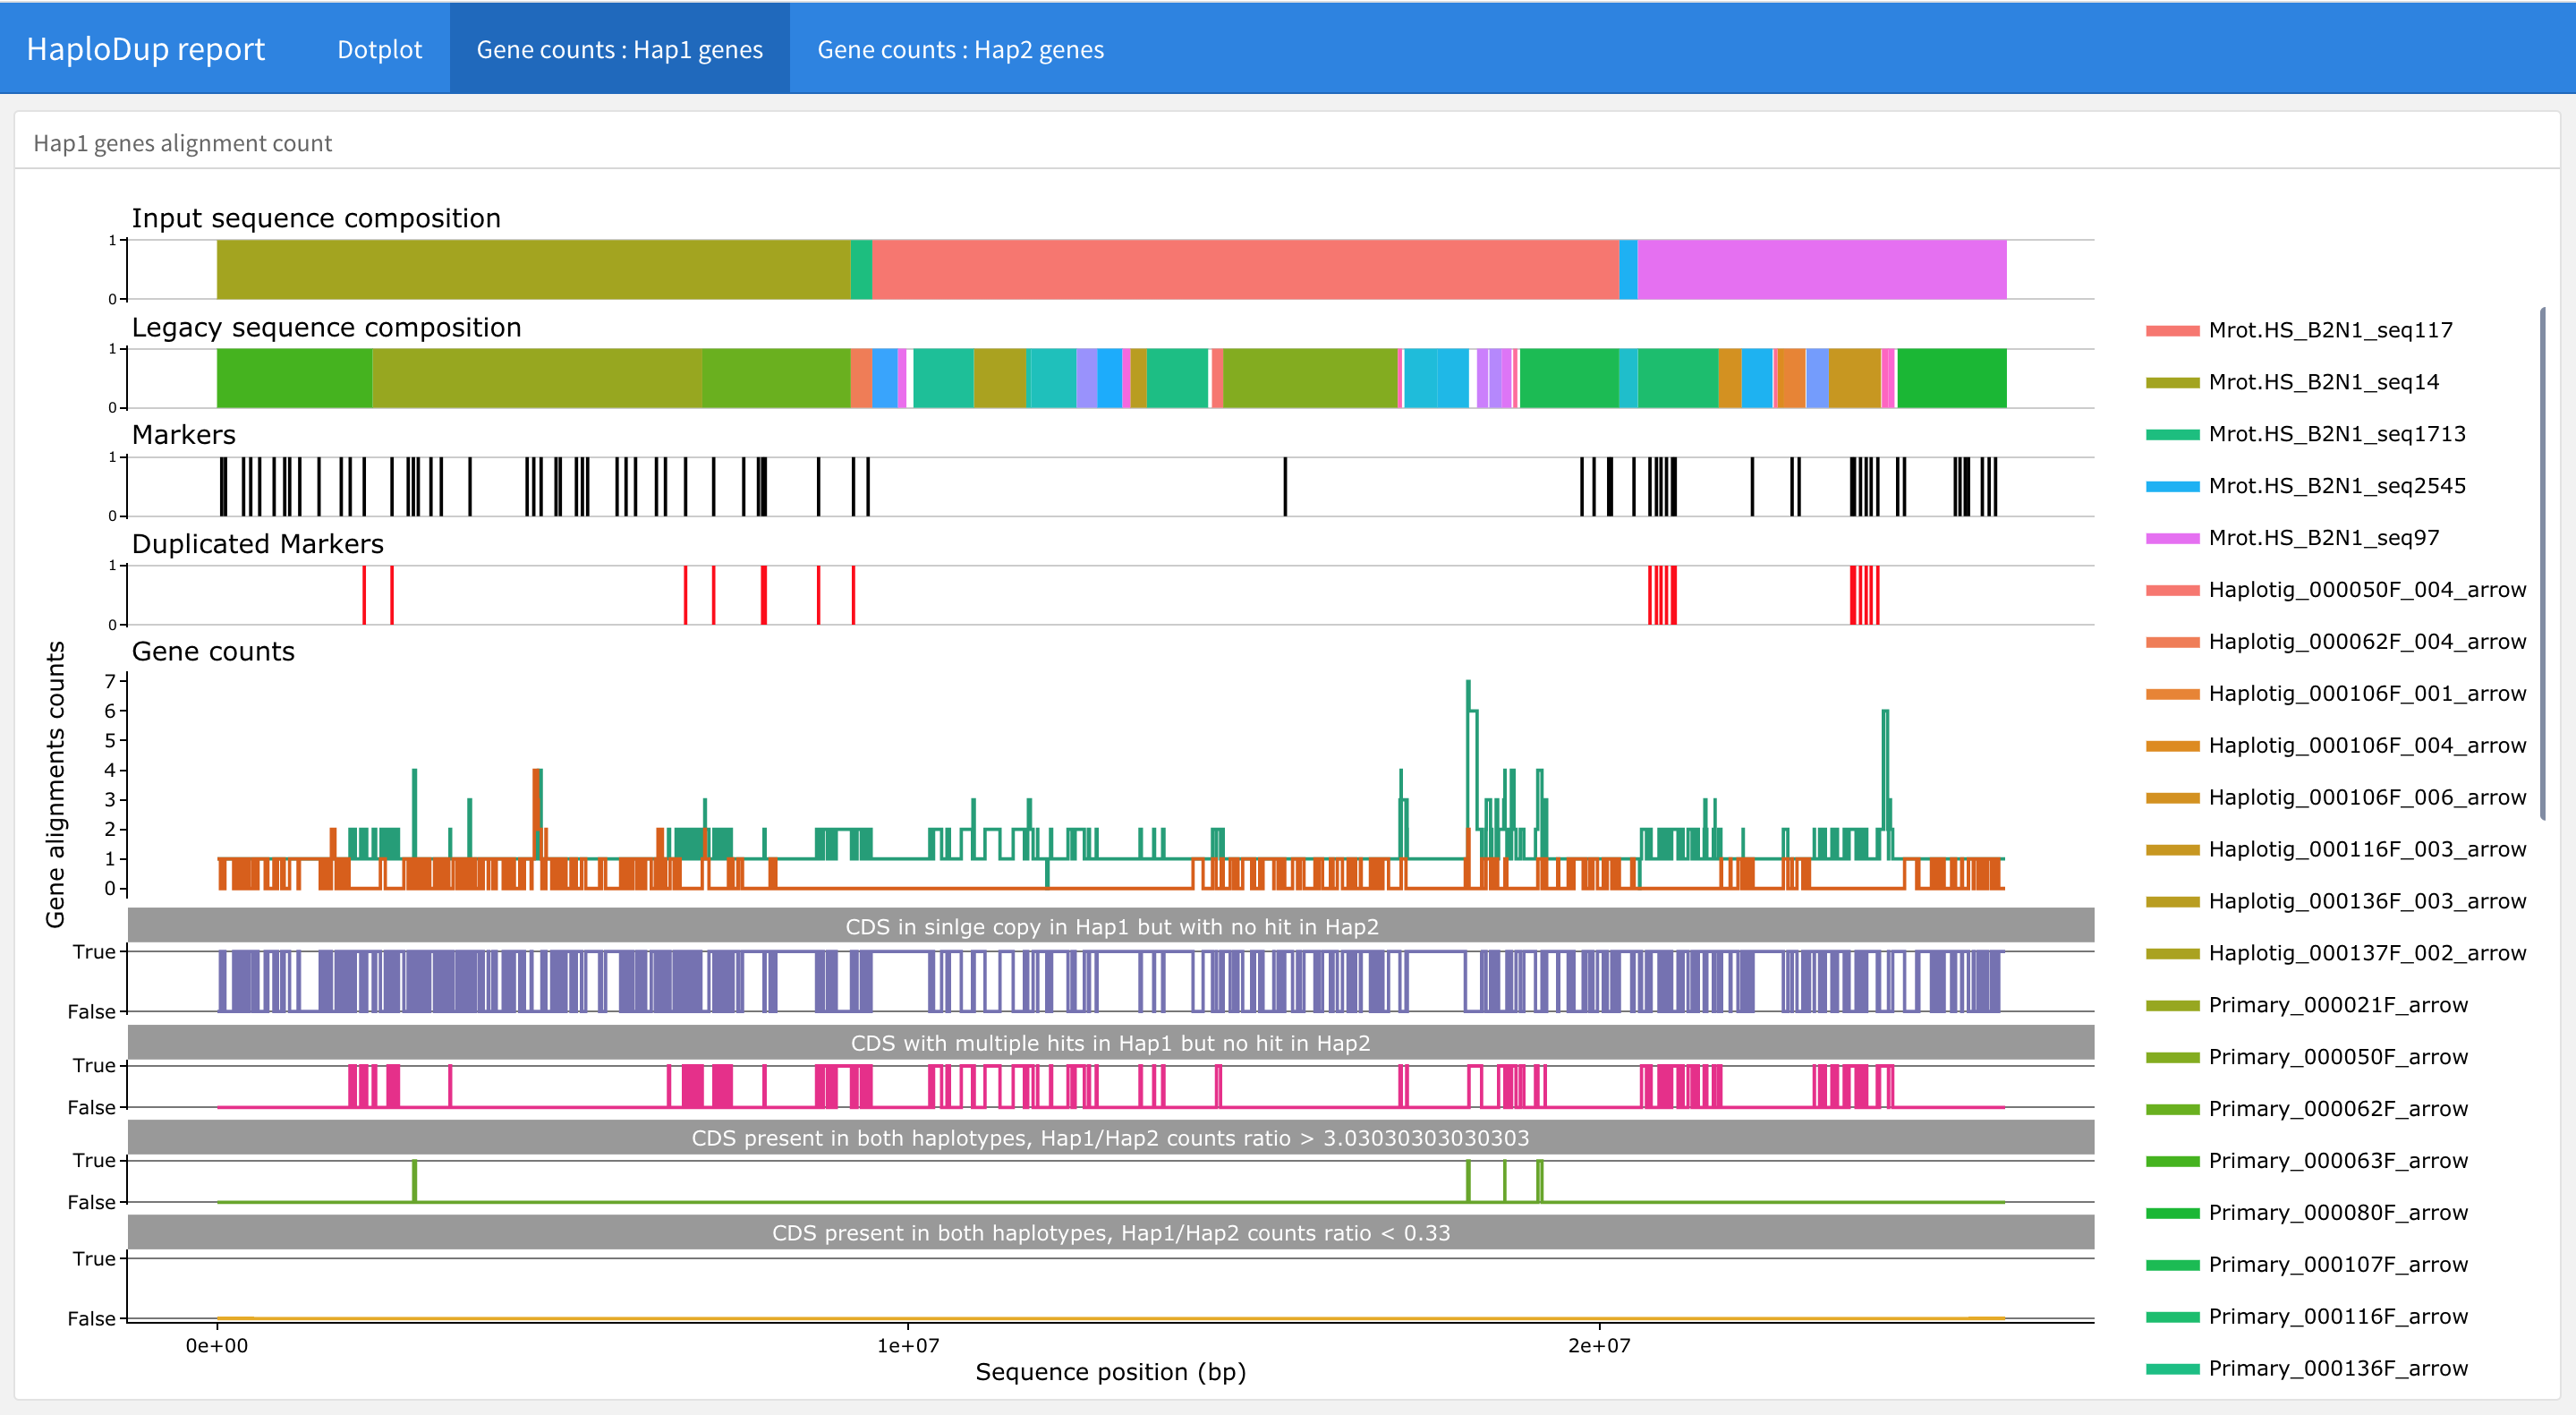 HaploDup report
Dotplot
Gene counts : Hap1 genes
Gene counts : Hap2 genes
Hap1 genes alignment count
Input sequence composition
1
0
Legacy sequence composition
1
0
Markers
1
0
Duplicated Markers
1
0
Gene counts
Gene alignments counts
7
6
5
4
3
2
1
0
CDS in sinlge copy in Hap1 but with no hit in Hap2
True
False
CDS with multiple hits in Hap1 but no hit in Hap2
True
False
CDS present in both haplotypes, Hap1/Hap2 counts ratio > 3.03030303030303
True
False
CDS present in both haplotypes, Hap1/Hap2 counts ratio < 0.33
True
False
0e+00
1e+07
2e+07
Sequence position (bp)
Mrot.HS_B2N1_seq117
Mrot.HS_B2N1_seq14
Mrot.HS_B2N1_seq1713
Mrot.HS_B2N1_seq2545
Mrot.HS_B2N1_seq97
Haplotig_000050F_004_arrow
Haplotig_000062F_004_arrow
Haplotig_000106F_001_arrow
Haplotig_000106F_004_arrow
Haplotig_000106F_006_arrow
Haplotig_000116F_003_arrow
Haplotig_000136F_003_arrow
Haplotig_000137F_002_arrow
Primary_000021F_arrow
Primary_000050F_arrow
Primary_000062F_arrow
Primary_000063F_arrow
Primary_000080F_arrow
Primary_000107F_arrow
Primary_000116F_arrow
Primary_000136F_arrow